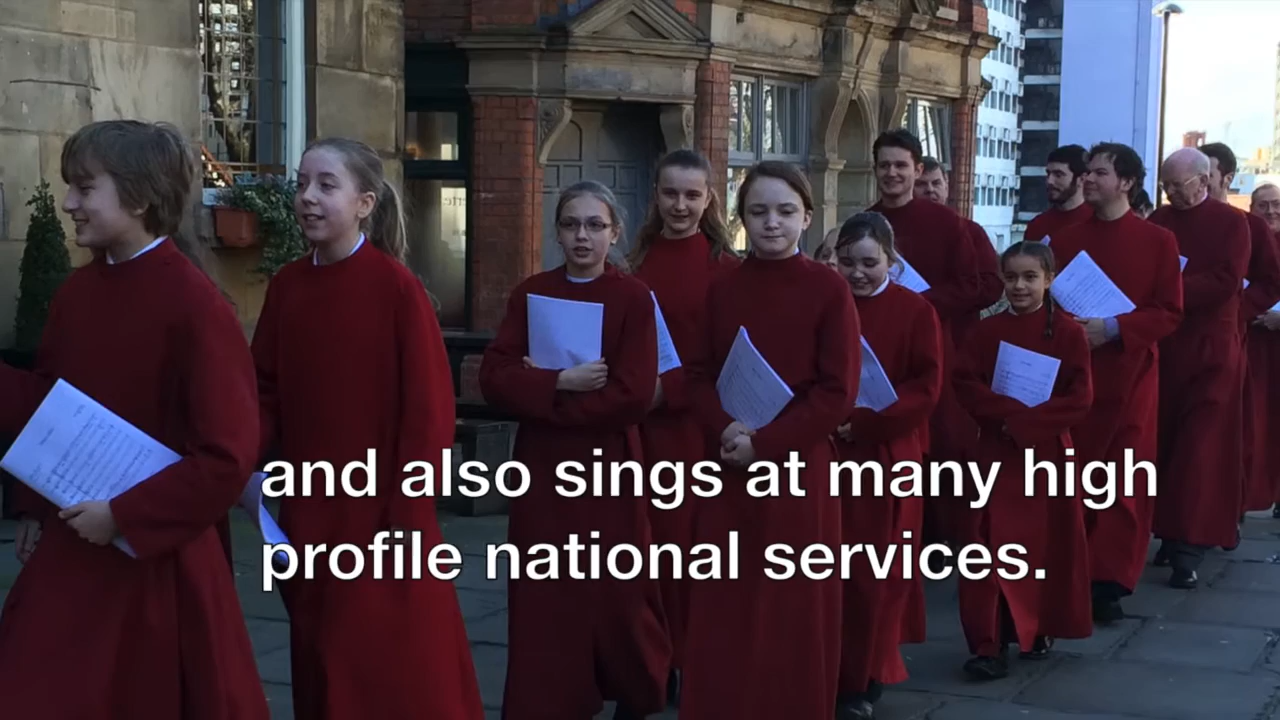 and also sings at many high
profile national services.